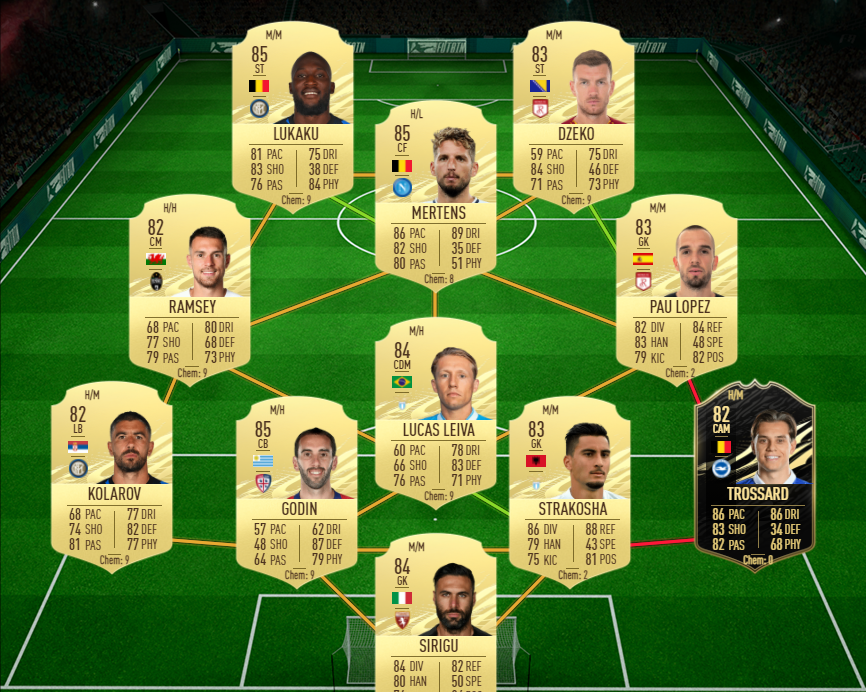 FUTBIN
M/M
85
ST
LUKAKU
81 PAC 75 DRI
83 SHO 38 DEF
76 PAS 84 PHY
Chem: 9
M/M
83
ST
DZEKO
59 PAC 75 DRI
84 SHO 46 DEF
71 PAS 73 PHY
Chem: 9
H/L
85
CF
MERTENS
86 PAC 89 DRI
82 SHO 35 DEF
80 PAS 51 PHY
Chem: 8
H/H
82
CM
RAMSEY
68 PAC 80 DRI
77 SHO 68 DEF
79 PAS 73 PHY
Chem: 9
M/M
83
GK
PAU LOPEZ
82 DIV 84 REF
83 HAN 48 SPE
79 KIC 82 POS
Chem: 2
M/H
84
CDM
LUCAS LEIVA
60 PAC 78 DRI
66 SHO 83 DEF
76 PAS 71 PHY
Chem: 9
H/M
82
LB
KOLAROV
68 PAC 77 DRI
74 SHO 82 DEF
81 PAS 77 PHY
Chem: 9
M/H
85
CB
GODIN
57 PAC 62 DRI
48 SHO 87 DEF
64 PAS 79 PHY
Chem: 9
M/M
83
GK
STRAKOSHA
86 DIV 88 REF
79 HAN 43 SPE
75 KIC 81 POS
Chem: 2
H/M
82
CAM
TROSSARD
86 PAC 86 DRI
83 SHO 34 DEF
82 PAS 68 PHY
Chem: 0
M/M
84
GK
SIRIGU
84 DIV 82 REF
80 HAN 50 SPE